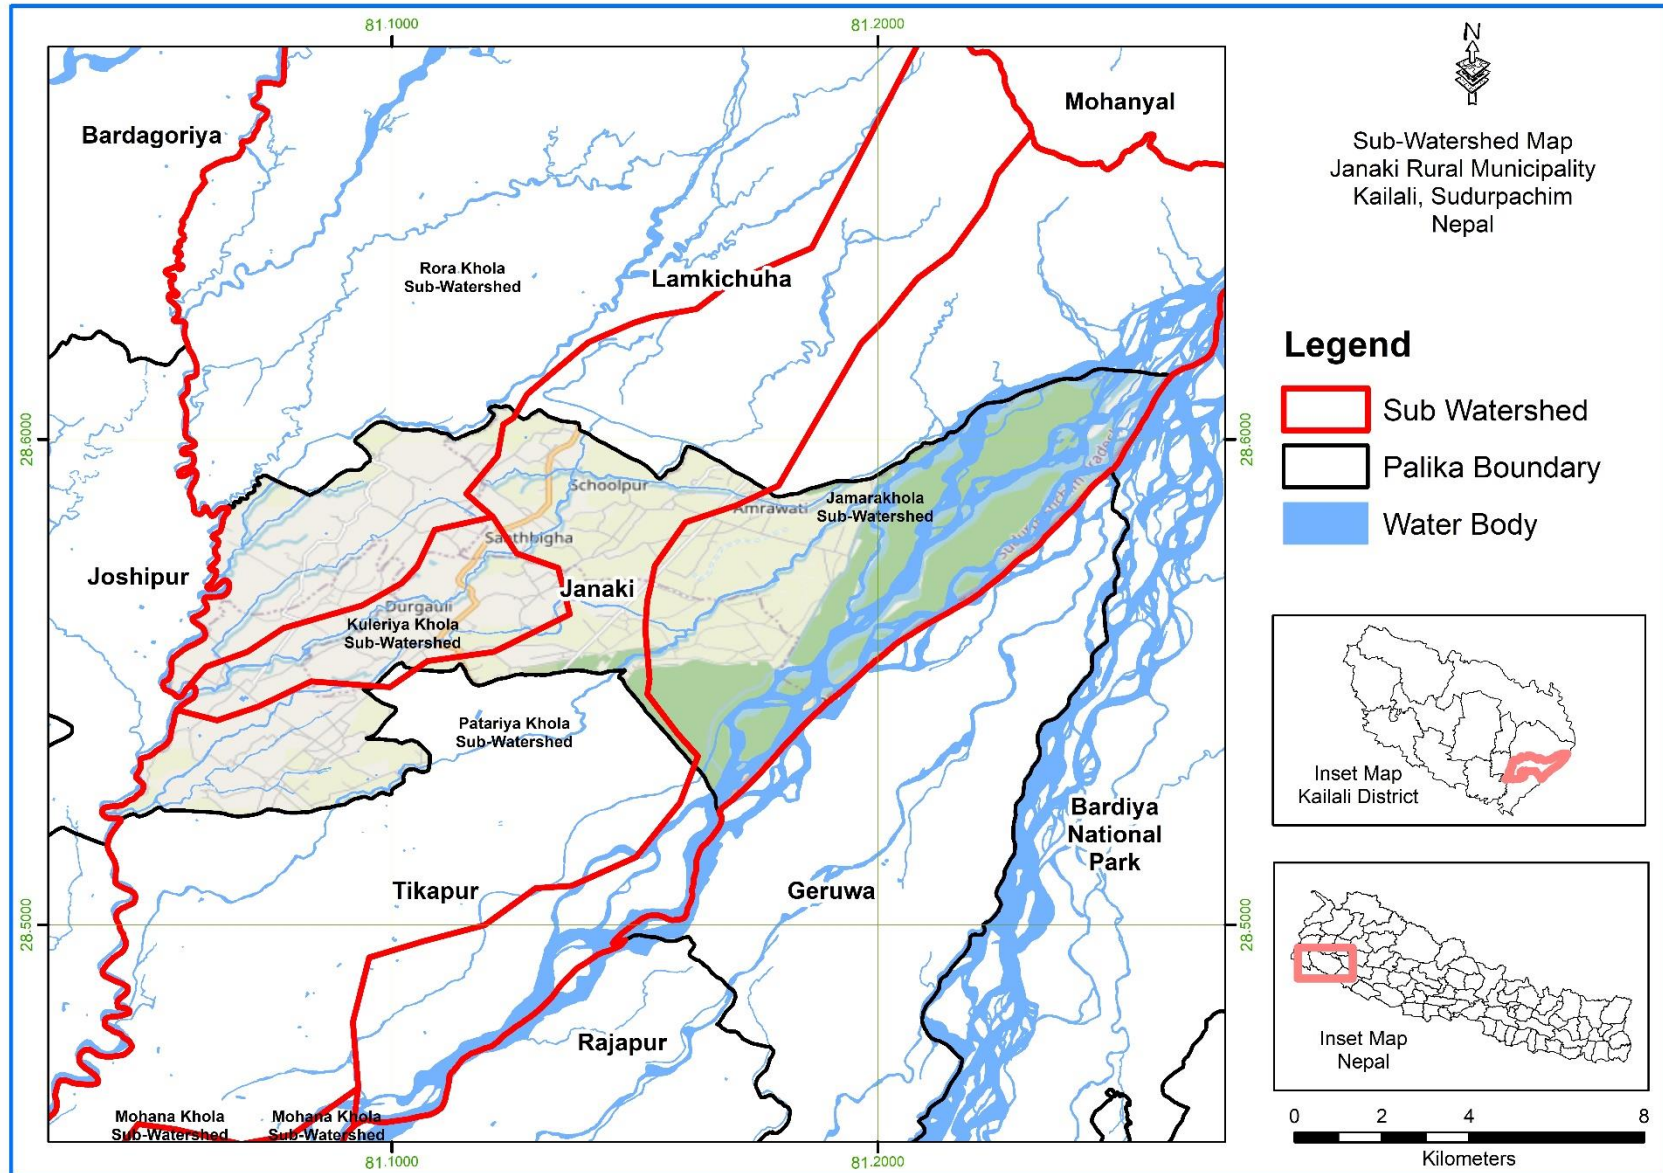 81.1000
81.2000
Bardagoriya
Mohanyal
Rora Khola
Sub-Watershed
Lamkichuha
28.6000
28.6000
Schoolpur
Amrawati
Jamarakhola
Sub-Watershed
Janaki
Joshipur
Durgauli
Kuleriya Khola
Sub-Watershed
Patariya Khola
Sub-Watershed
Bardiya
National
Park
Tikapur
Geruwa
28.5000
28.5000
Rajapur
Mohana Khola
Sub-Watershed
Mohana Khola
Sub-Watershed
81.1000
81.2000
N
Sub-Watershed Map
Janaki Rural Municipality
Kailali, Sudurpachim
Nepal
Legend
Sub Watershed
Palika Boundary
Water Body
Inset Map
Kailali District
Inset Map
Nepal
0 2 4 8
Kilometers